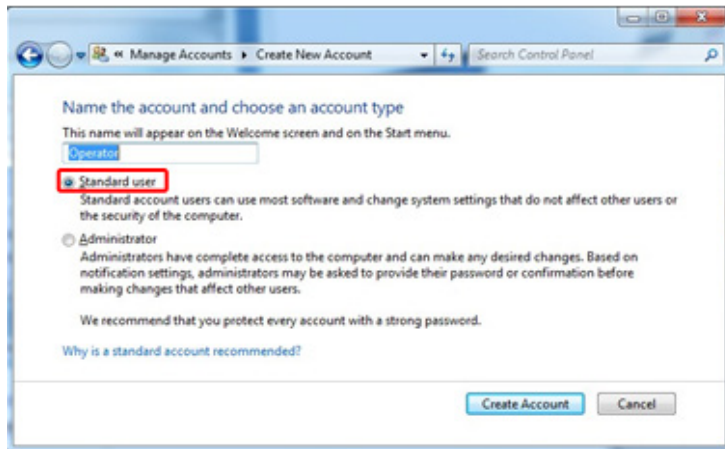 « Manage Accounts ▸ Create New Account
Search Control Panel
Name the account and choose an account type
This name will appear on the Welcome screen and on the Start menu.
Operator
Standard user
Standard account users can use most software and change system settings that do not affect other users or
the security of the computer.
Administrator
Administrators have complete access to the computer and can make any desired changes. Based on
notification settings, administrators may be asked to provide their password or confirmation before
making changes that affect other users.
We recommend that you protect every account with a strong password.
Why is a standard account recommended?
Create Account
Cancel